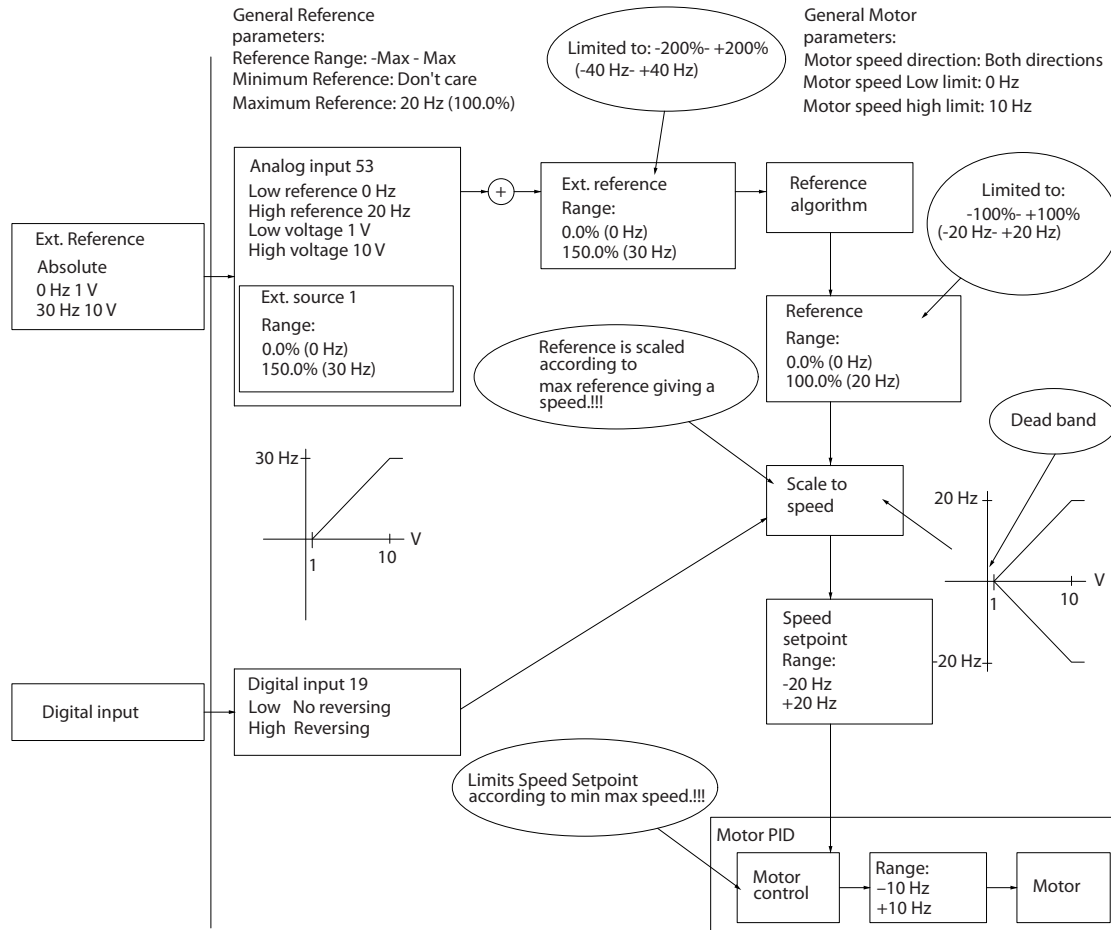 General Reference
parameters:
Reference Range: -Max - Max
Minimum Reference: Don't care
Maximum Reference: 20 Hz (100.0%)
Limited to: -200%- +200%
(-40 Hz- +40 Hz)
General Motor
parameters:
Motor speed direction: Both directions
Motor speed Low limit: 0 Hz
Motor speed high limit: 10 Hz
Ext. Reference
Absolute
0 Hz 1 V
30 Hz 10 V
Analog input 53
Low reference 0 Hz
High reference 20 Hz
Low voltage 1 V
High voltage 10 V
Ext. source 1
Range:
0.0% (0 Hz)
150.0% (30 Hz)
+
Ext. reference
Range:
0.0% (0 Hz)
150.0% (30 Hz)
Reference
algorithm
Limited to:
-100%- +100%
(-20 Hz- +20 Hz)
Reference
Range:
0.0% (0 Hz)
100.0% (20 Hz)
Reference is scaled
according to
max reference giving a
speed.!!!
Dead band
30 Hz
1
10
V
Scale to
speed
20 Hz
1
10
V
-20 Hz
Speed
setpoint
Range:
-20 Hz
+20 Hz
Digital input
Digital input 19
Low No reversing
High Reversing
Limits Speed Setpoint
according to min max speed.!!!
Motor PID
Motor
control
Range:
–10 Hz
+10 Hz
Motor